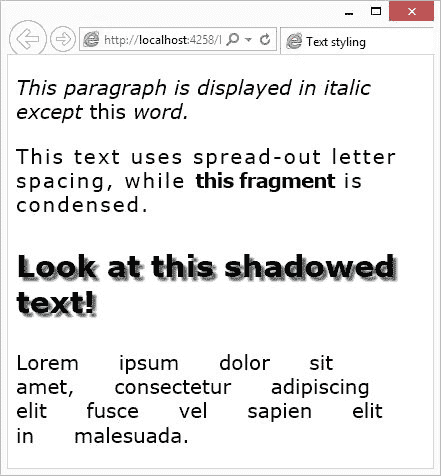 http://localhost:4258/l
Text styling
This paragraph is displayed in italic
except this word.
This text uses spread-out letter
spacing, while this fragment is
condensed.
Look at this shadowed
text!
Lorem ipsum dolor sit
amet, consectetur adipiscing
elit fusce vel sapien elit
in malesuada.